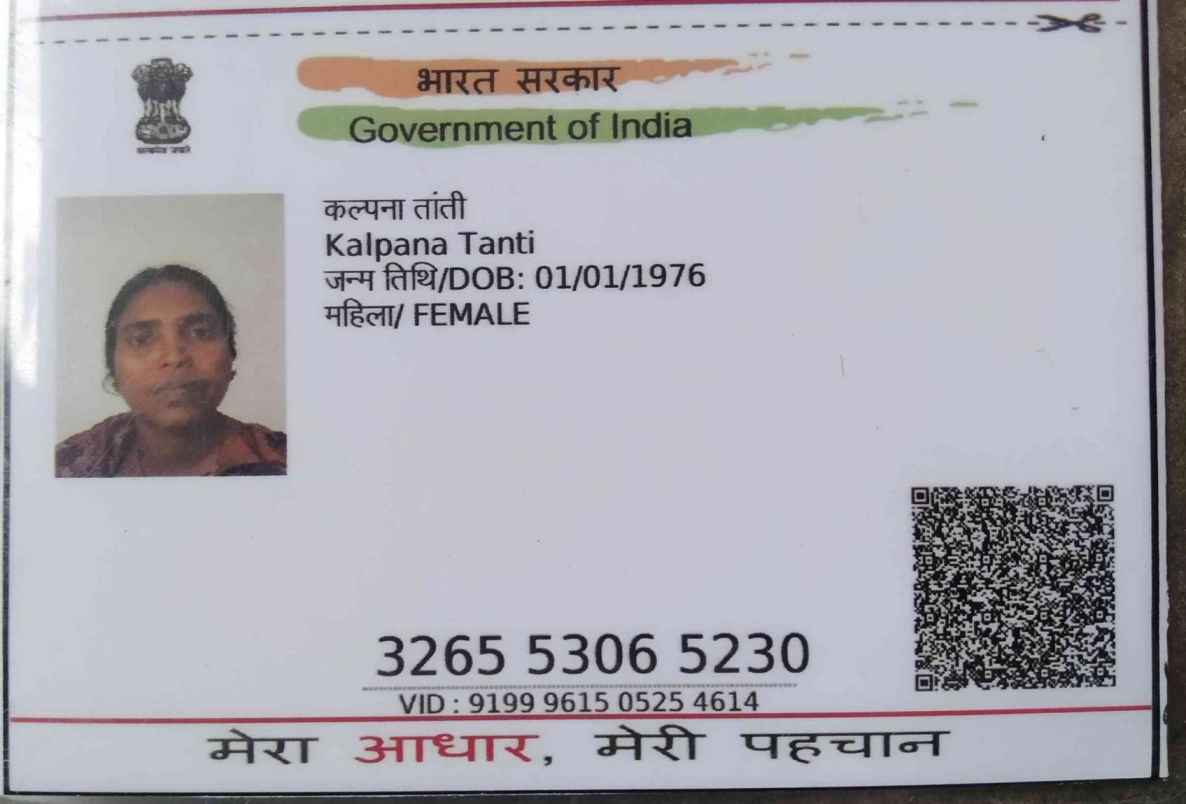 भारत सरकार
Government of India
कल्पना तांती
Kalpana Tanti
जन्म तिथि/DOB: 01/01/1976
महिला/ FEMALE
3265 5306 5230
VID : 9199 9615 0525 4614
मेरा आधार, मेरी पहचान